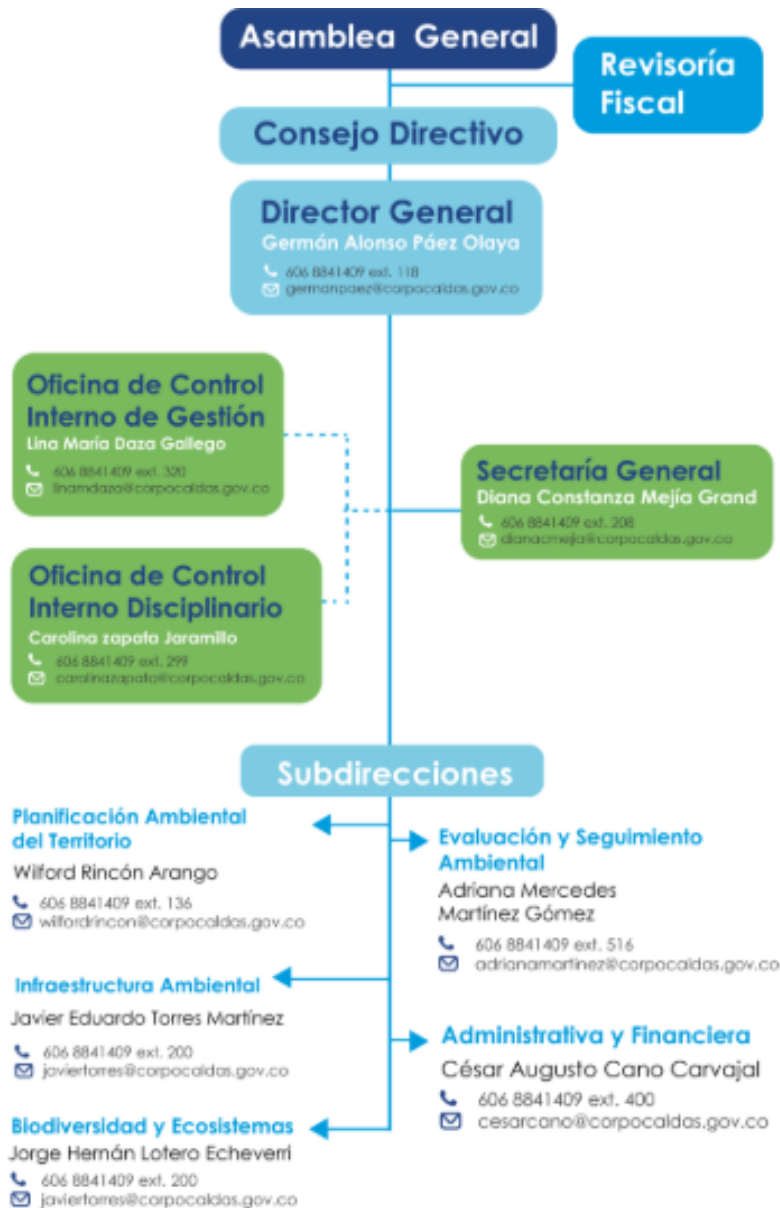 Asamblea General
Revisoría
Fiscal
Consejo Directivo
Director General
Germán Alonso Páez Olaya
606 8841409 ext. 118
germanpaez@corpocaldas.gov.co
Oficina de Control
Interno de Gestión
Lina María Daza Gallego
606 8841409 ext. 320
linamdaza@corpocaldas.gov.co
Secretaría General
Diana Constanza Mejía Grand
606 8841409 ext. 208
dianacmejia@corpocaldas.gov.co
Oficina de Control
Interno Disciplinario
Carolina zapata Jaramillo
606 8841409 ext. 299
carolinazapata@corpocaldas.gov.co
Subdirecciones
Planificación Ambiental
del Territorio
Wilford Rincón Arango
606 8841409 ext. 136
wilfordrincon@corpocaldas.gov.co
Evaluación y Seguimiento
Ambiental
Adriana Mercedes
Martínez Gómez
606 8841409 ext. 516
adrianamartinez@corpocaldas.gov.co
Infraestructura Ambiental
Javier Eduardo Torres Martínez
606 8841409 ext. 200
javiertorres@corpocaldas.gov.co
Administrativa y Financiera
César Augusto Cano Carvajal
606 8841409 ext. 400
cesarcano@corpocaldas.gov.co
Biodiversidad y Ecosistemas
Jorge Hernán Lotero Echeverri
606 8841409 ext. 200
javiertorres@corpocaldas.gov.co